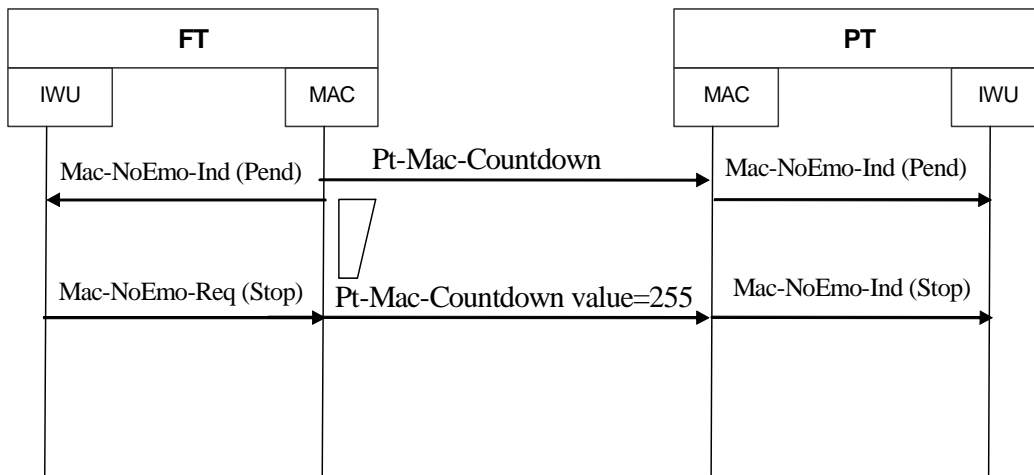 FT
PT
IWU
MAC
MAC
IWU
Pt-Mac-Countdown
Mac-NoEmo-Ind (Pend)
Mac-NoEmo-Ind (Pend)
Mac-NoEmo-Req (Stop)
Pt-Mac-Countdown value=255
Mac-NoEmo-Ind (Stop)